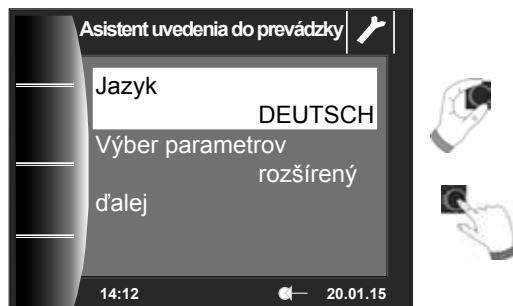 Asistent uvedenia do prevádzky
Jazyk
DEUTSCH
Výber parametrov
rozšírený
ďalej
14:12
20.01.15